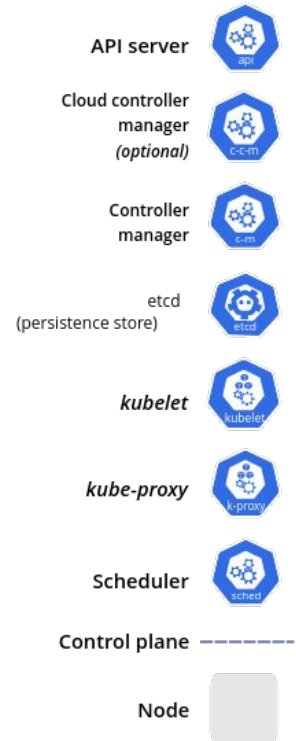 API server
api
Cloud controller
manager
(optional)
c-c-m
Controller
manager
c-m
etcd
(persistence store)
etcd
kubelet
kubelet
kube-proxy
k-proxy
Scheduler
sched
Control plane
Node